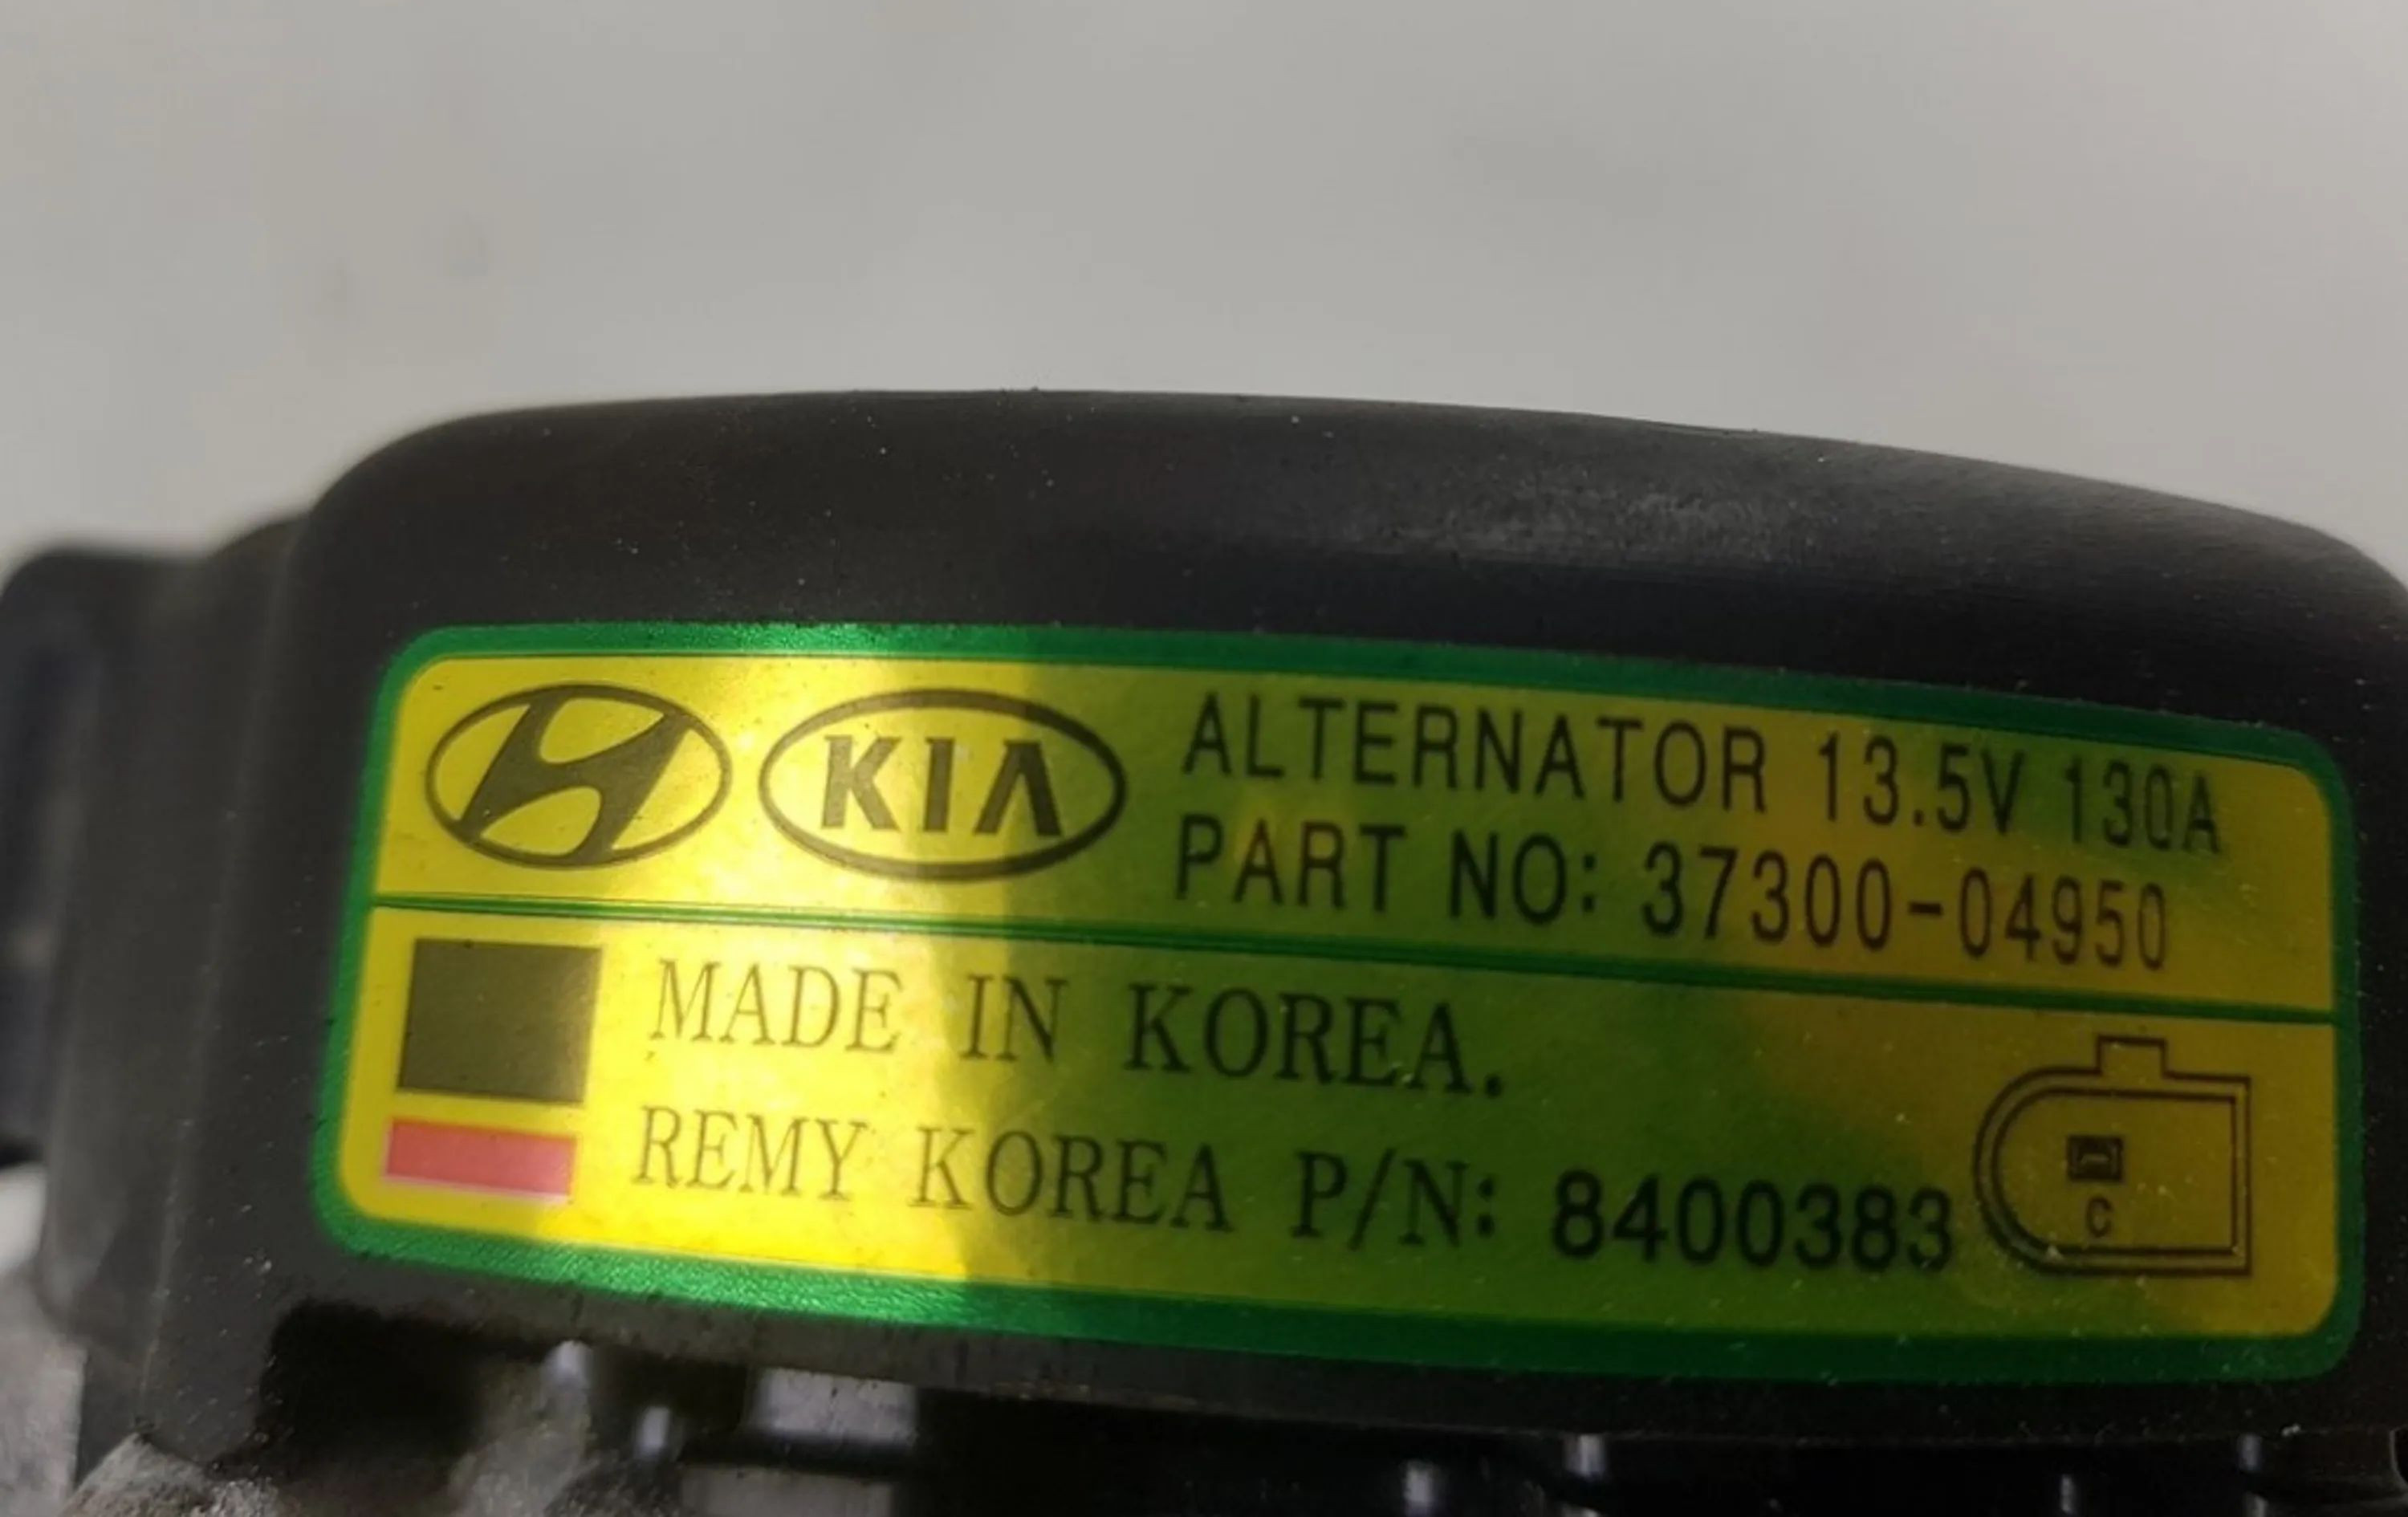 KIA ALTERNATOR 13.5V 130A
PART NO: 37300-04950
MADE IN KOREA.
REMY KOREA P/N: 8400383
C